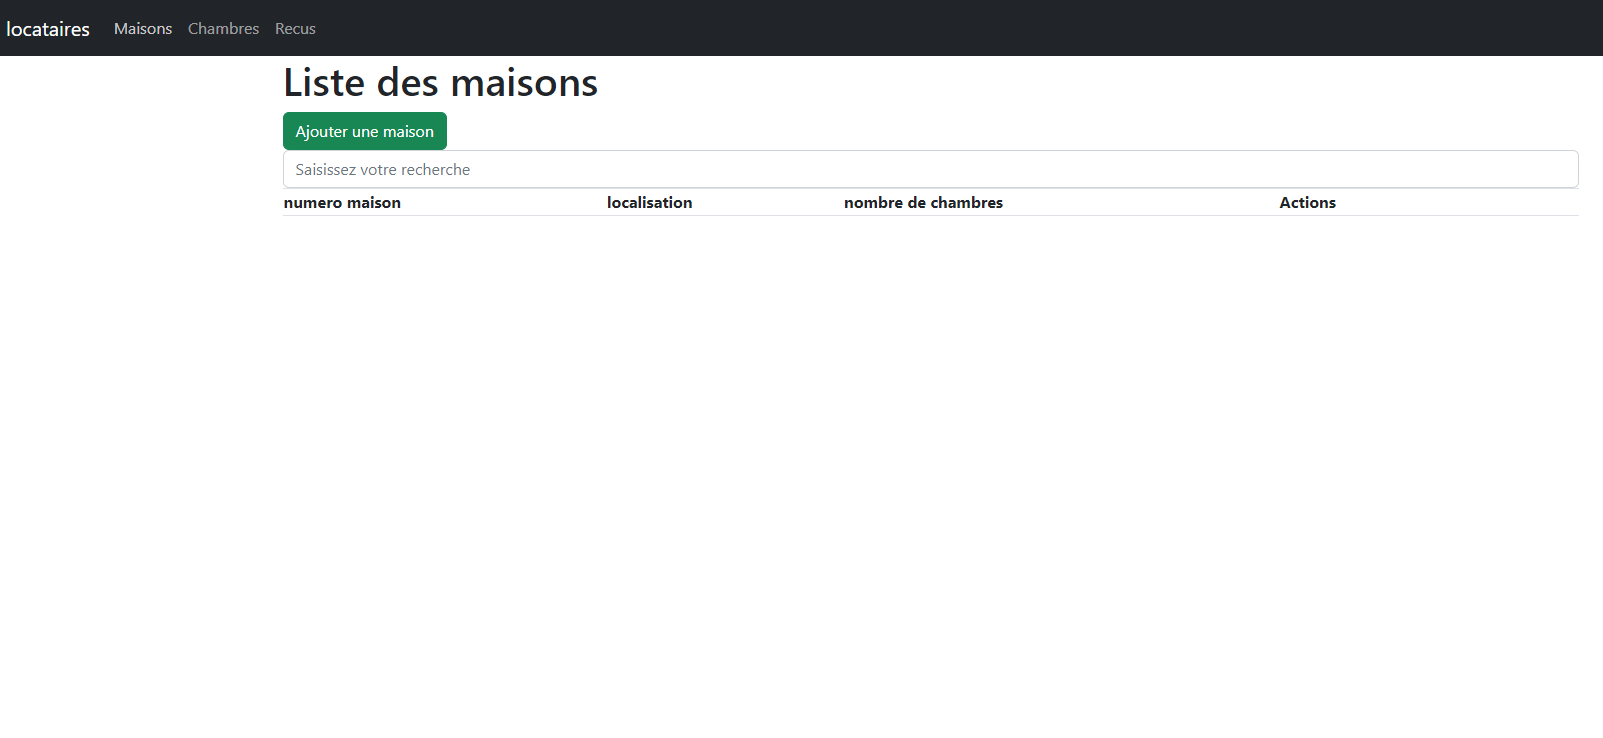 locataires Maisons Chambres Recus
Liste des maisons
Ajouter une maison
Saisissez votre recherche
numero maison localisation nombre de chambres Actions